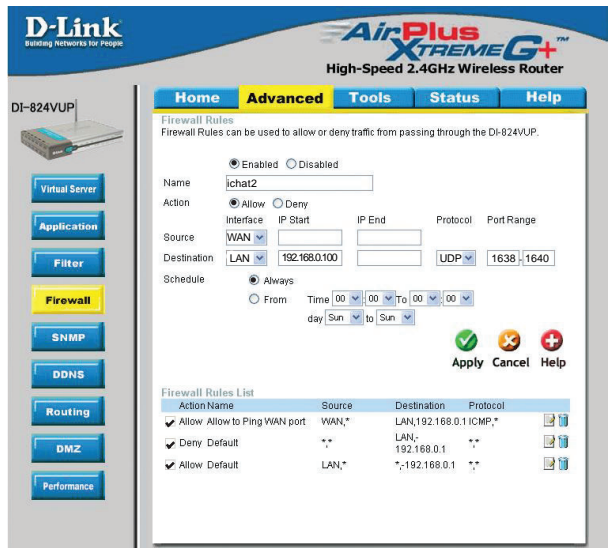 D-Link
Building Networks for People
AirPlus
XTREME G+™
High-Speed 2.4GHz Wireless Router
DI-824VUP
Home Advanced Tools Status Help
Virtual Server
Application
Filter
Firewall
SNMP
DDNS
Routing
DMZ
Performance
Firewall Rules
Firewall Rules can be used to allow or deny traffic from passing through the DI-824VUP.
Enabled Disabled
Name ichat2
Action Allow Deny
Interface IP Start IP End Protocol Port Range
Source WAN
Destination LAN 192.168.0.100 UDP 1638 - 1640
Schedule Always
From Time 00 : 00 To 00 : 00
day Sun to Sun
Apply Cancel Help
Firewall Rules List
Action Name Source Destination Protocol
Allow Allow to Ping WAN port WAN,* LAN,192.168.0.1 ICMP,*
Deny Default *,* LAN,-
192.168.0.1 *,*
Allow Default LAN,* *,-192.168.0.1 *,*